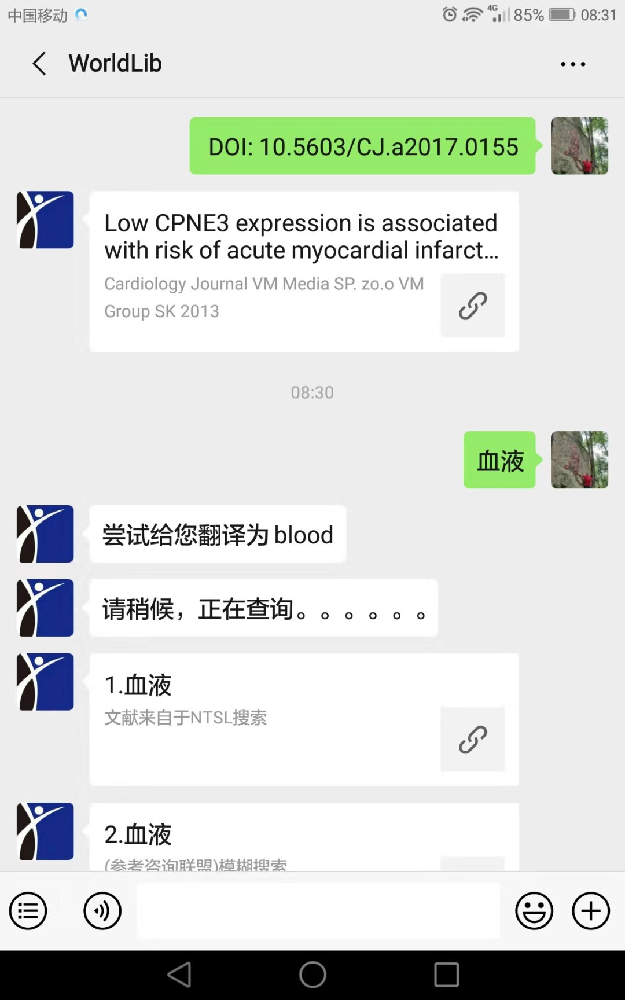 中国移动 4G 85% 08:31
WorldLib
DOI: 10.5603/CJ.a2017.0155
Low CPNE3 expression is associated
with risk of acute myocardial infarct...
Cardiology Journal VM Media SP. zo.o VM
Group SK 2013
08:30
血液
尝试给您翻译为 blood
请稍候，正在查询。。。。。。
1.血液
文献来自于NTSL搜索
2.血液
(参考咨询联盟)模糊搜索